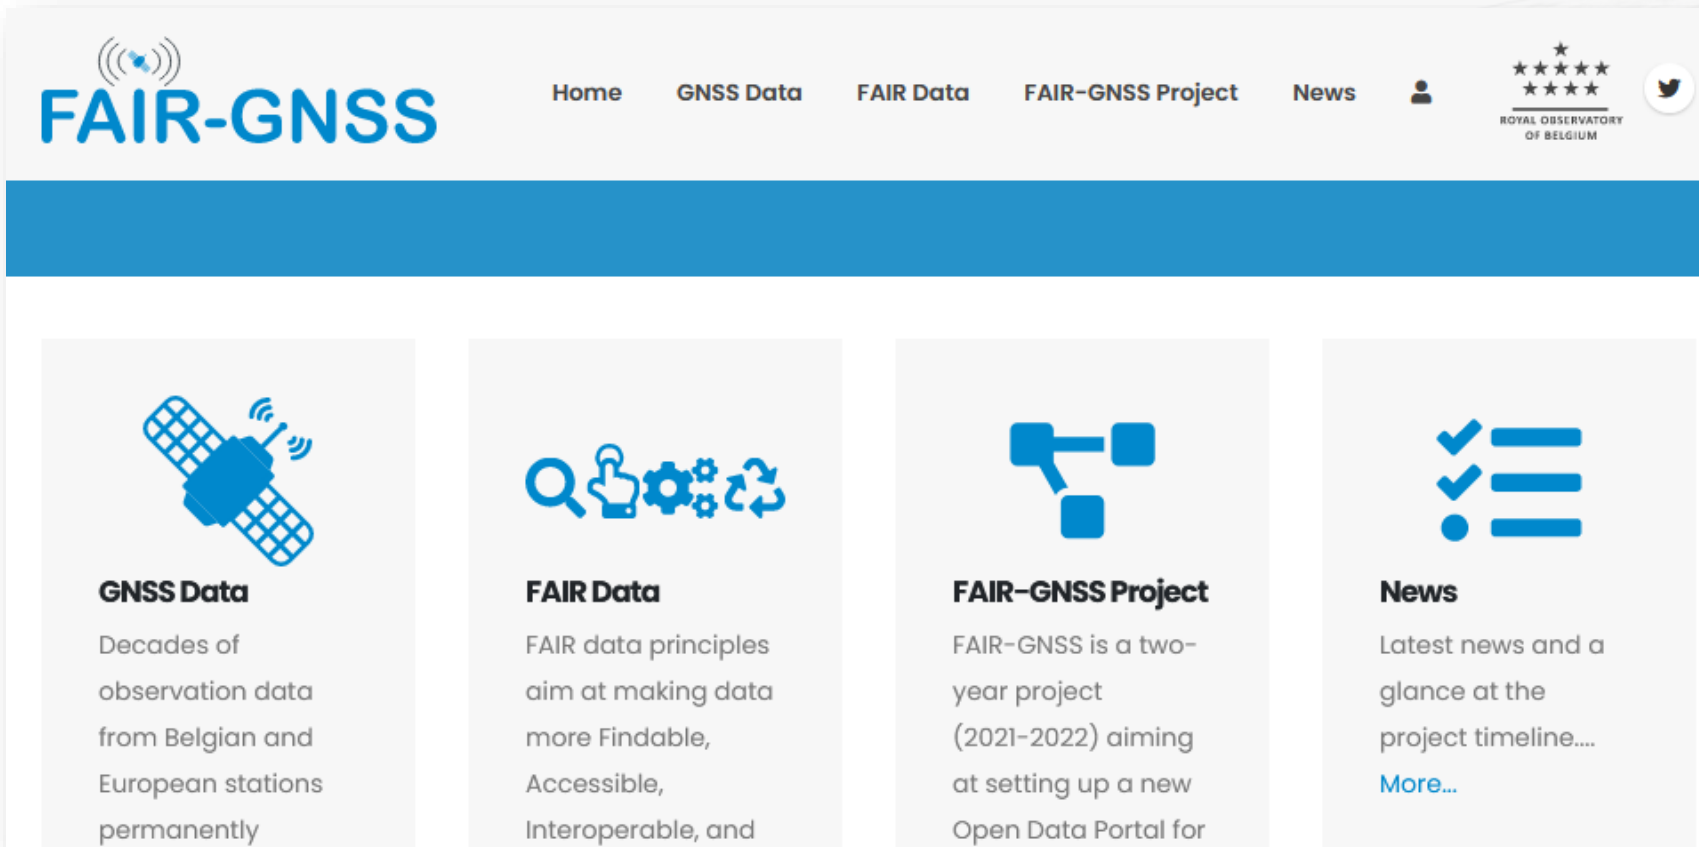 FAIR-GNSS
Home GNSS Data FAIR Data FAIR-GNSS Project News
ROYAL OBSERVATORY
OF BELGIUM
GNSS Data
Decades of
observation data
from Belgian and
European stations
permanently
FAIR Data
FAIR data principles
aim at making data
more Findable,
Accessible,
Interoperable, and
FAIR-GNSS Project
FAIR-GNSS is a two-
year project
(2021-2022) aiming
at setting up a new
Open Data Portal for
News
Latest news and a
glance at the
project timeline....
More...